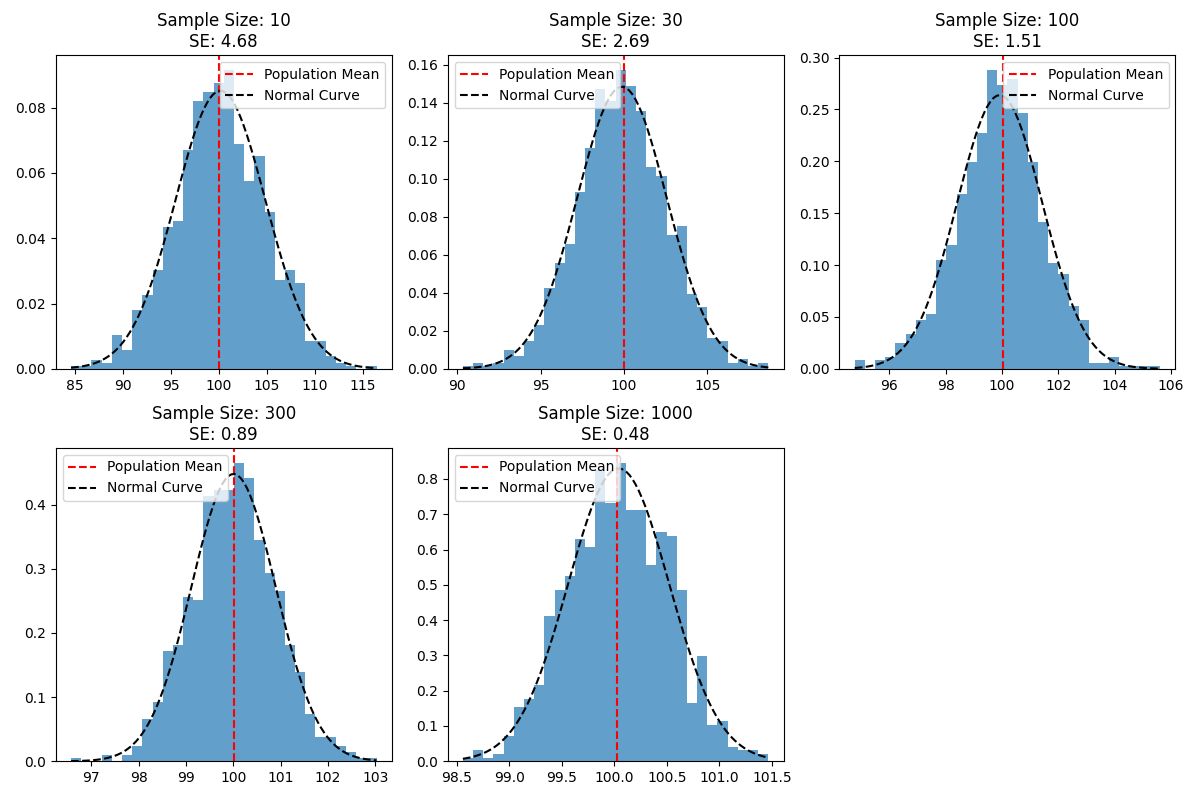 Sample Size: 10
SE: 4.68
Population Mean
Normal Curve
0.08
0.06
0.04
0.02
0.00
85 90 95 100 105 110 115
Sample Size: 30
SE: 2.69
Population Mean
Normal Curve
0.16
0.14
0.12
0.10
0.08
0.06
0.04
0.02
0.00
90 95 100 105
Sample Size: 100
SE: 1.51
Population Mean
Normal Curve
0.30
0.25
0.20
0.15
0.10
0.05
0.00
96 98 100 102 104 106
Sample Size: 300
SE: 0.89
Population Mean
Normal Curve
0.4
0.3
0.2
0.1
0.0
97 98 99 100 101 102 103
Sample Size: 1000
SE: 0.48
Population Mean
Normal Curve
0.8
0.7
0.6
0.5
0.4
0.3
0.2
0.1
0.0
98.5 99.0 99.5 100.0 100.5 101.0 101.5